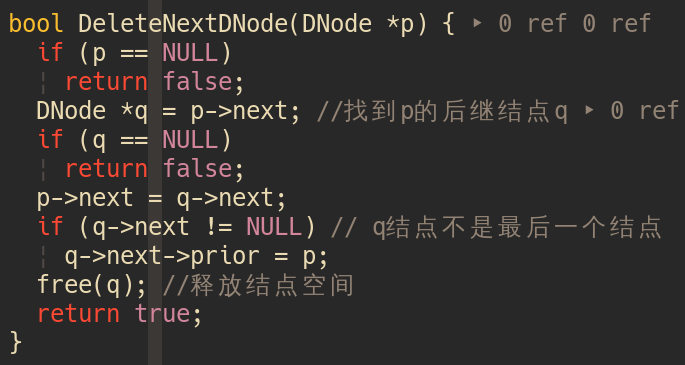 bool DeleteNextDNode(DNode *p) { ▸ 0 ref 0 ref
  if (p == NULL)
  ¦ return false;
  DNode *q = p->next; //找到p的后继结点q ▸ 0 ref
  if (q == NULL)
  ¦ return false;
  p->next = q->next;
  if (q->next != NULL) // q结点不是最后一个结点
  ¦ q->next->prior = p;
  free(q); //释放结点空间
  return true;
}